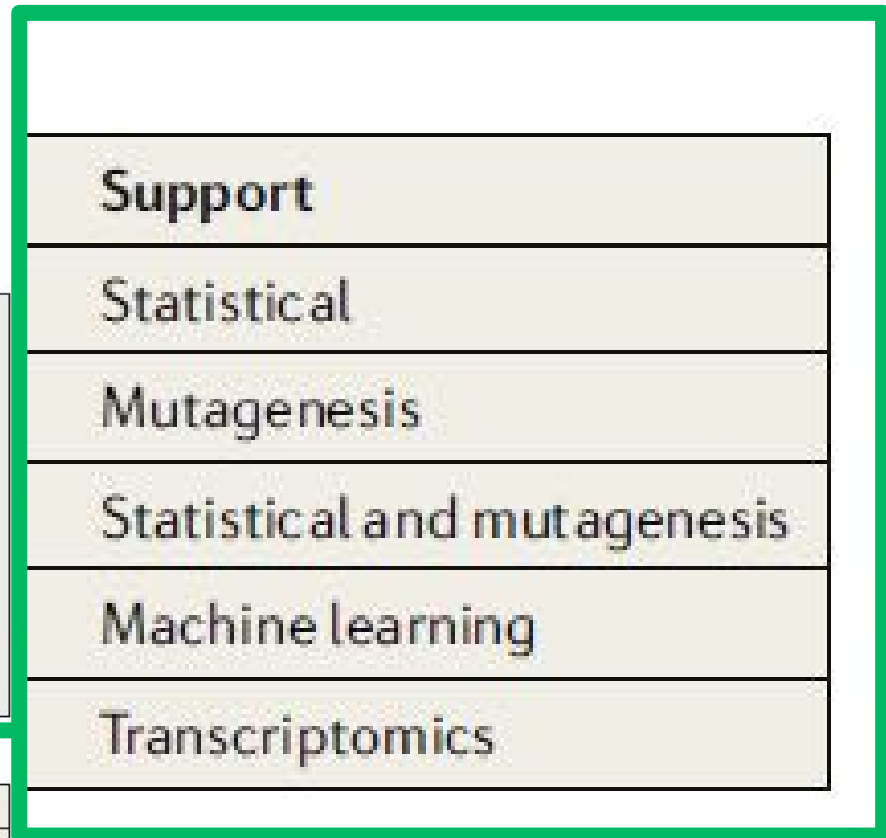 Support
Statistical
Mutagenesis
Statistical and mutagenesis
Machine learning
Transcriptomics